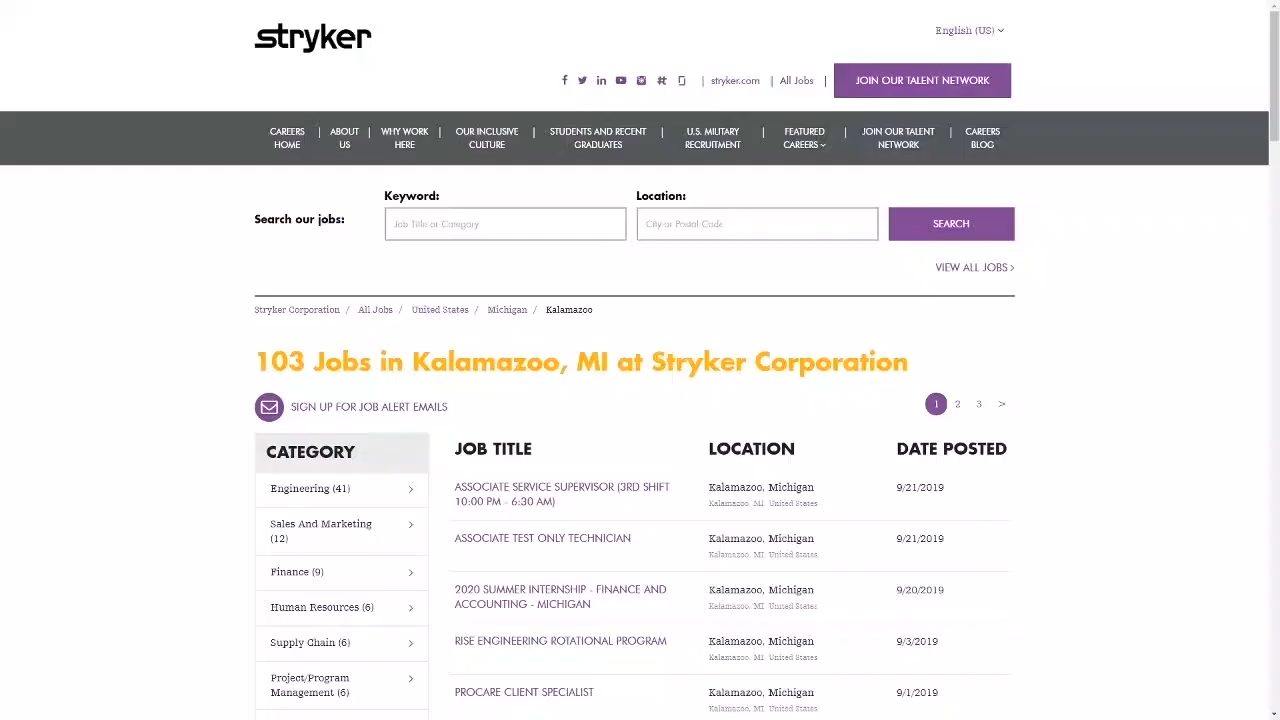 stryker
English (US)
| stryker.com | All Jobs | JOIN OUR TALENT NETWORK
CAREERS HOME | ABOUT US | WHY WORK HERE | OUR INCLUSIVE CULTURE | STUDENTS AND RECENT GRADUATES | U.S. MILITARY RECRUITMENT | FEATURED CAREERS | JOIN OUR TALENT NETWORK | CAREERS BLOG
Keyword: Location:
Search our jobs: Job Title or Category City or Postal Code SEARCH
VIEW ALL JOBS >
Stryker Corporation / All Jobs / United States / Michigan / Kalamazoo
103 Jobs in Kalamazoo, MI at Stryker Corporation
SIGN UP FOR JOB ALERT EMAILS 1 2 3 >
CATEGORY
Engineering (41)
Sales And Marketing
(12)
Finance (9)
Human Resources (6)
Supply Chain (6)
Project/Program
Management (6)
JOB TITLE LOCATION DATE POSTED
ASSOCIATE SERVICE SUPERVISOR (3RD SHIFT Kalamazoo, Michigan 9/21/2019
10:00 PM - 6:30 AM) Kalamazoo, MI United States
ASSOCIATE TEST ONLY TECHNICIAN Kalamazoo, Michigan 9/21/2019
Kalamazoo, MI United States
2020 SUMMER INTERNSHIP - FINANCE AND Kalamazoo, Michigan 9/20/2019
ACCOUNTING - MICHIGAN Kalamazoo, MI United States
RISE ENGINEERING ROTATIONAL PROGRAM Kalamazoo, Michigan 9/3/2019
Kalamazoo, MI United States
PROCARE CLIENT SPECIALIST Kalamazoo, Michigan 9/1/2019
Kalamazoo, MI United States